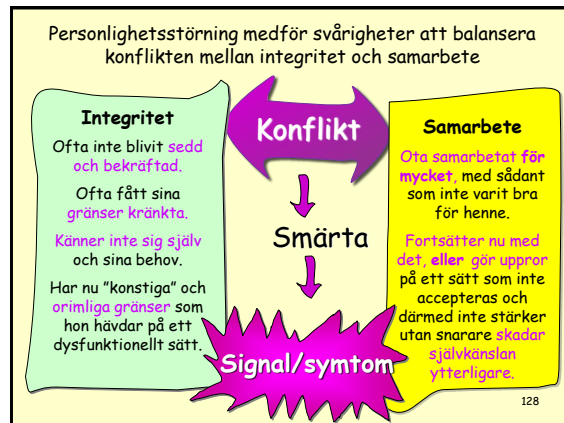 Personlighetsstörning medför svårigheter att balansera
konflikten mellan integritet och samarbete
Integritet
Ofta inte blivit sedd
och bekräftad.
Ofta fått sina
gränser kränkta.
Känner inte sig själv
och sina behov.
Har nu "konstiga" och
orimliga gränser som
hon hävdar på ett
dysfunktionellt sätt.
Konflikt
Smärta
Signal/symtom
Samarbete
Ota samarbetat för
mycket, med sådant
som inte varit bra
för henne.
Fortsätter nu med
det, eller gör uppror
på ett sätt som inte
accepteras och
därmed inte stärker
utan snarare skadar
självkänslan
ytterligare.
128